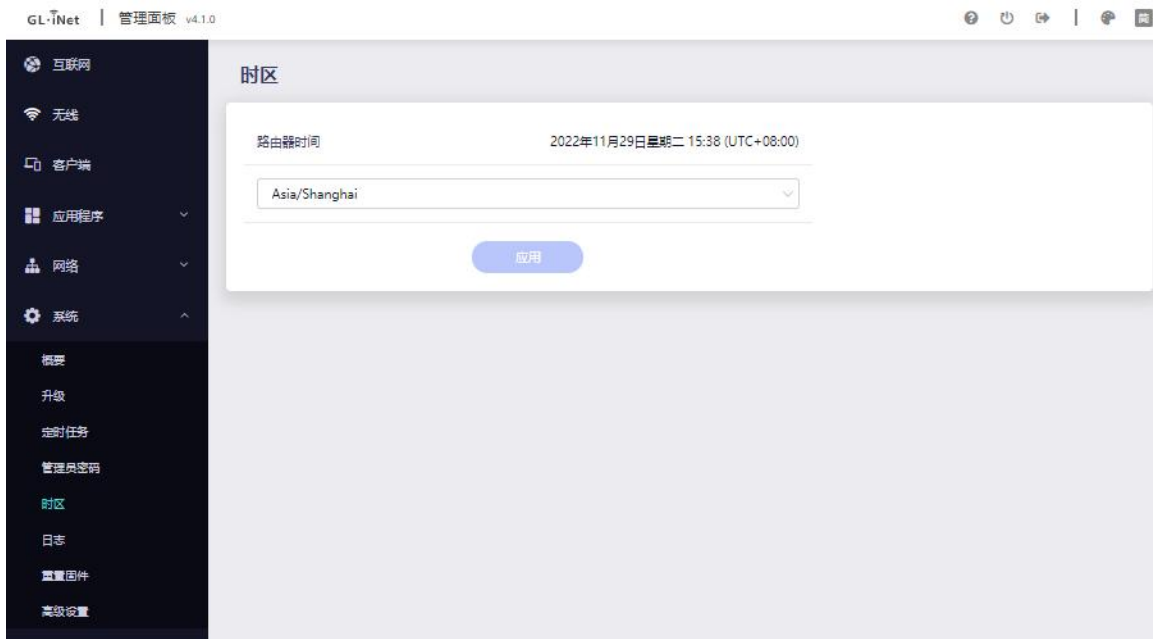 GL·iNet | 管理面板 v4.1.0
简
互联网
无线
客户端
应用程序
网络
系统
概要
升级
定时任务
管理员密码
时区
日志
重置固件
高级设置
时区
路由器时间 2022年11月29日星期二 15:38 (UTC+08:00)
Asia/Shanghai
应用